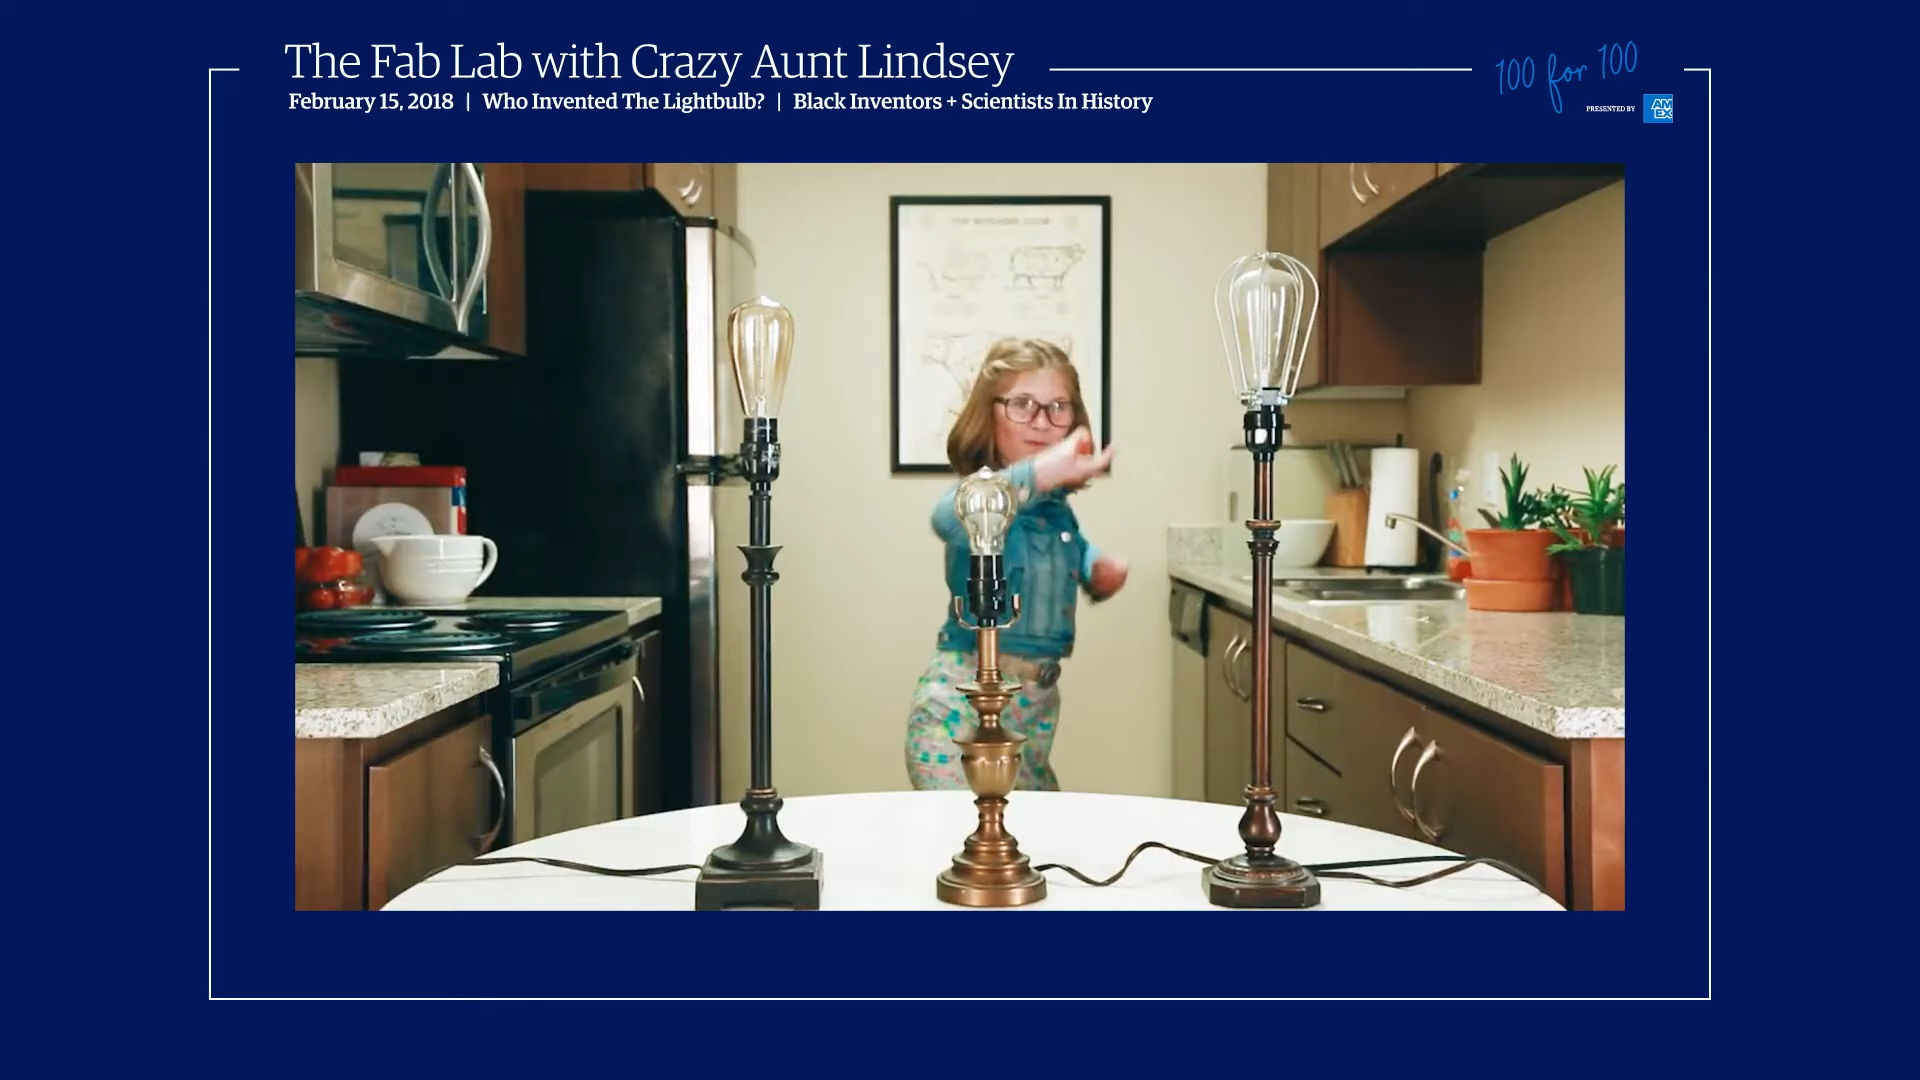 The Fab Lab with Crazy Aunt Lindsey
February 15, 2018 | Who Invented The Lightbulb? | Black Inventors + Scientists In History
100 for 100
PRESENTED BY
AM
EX